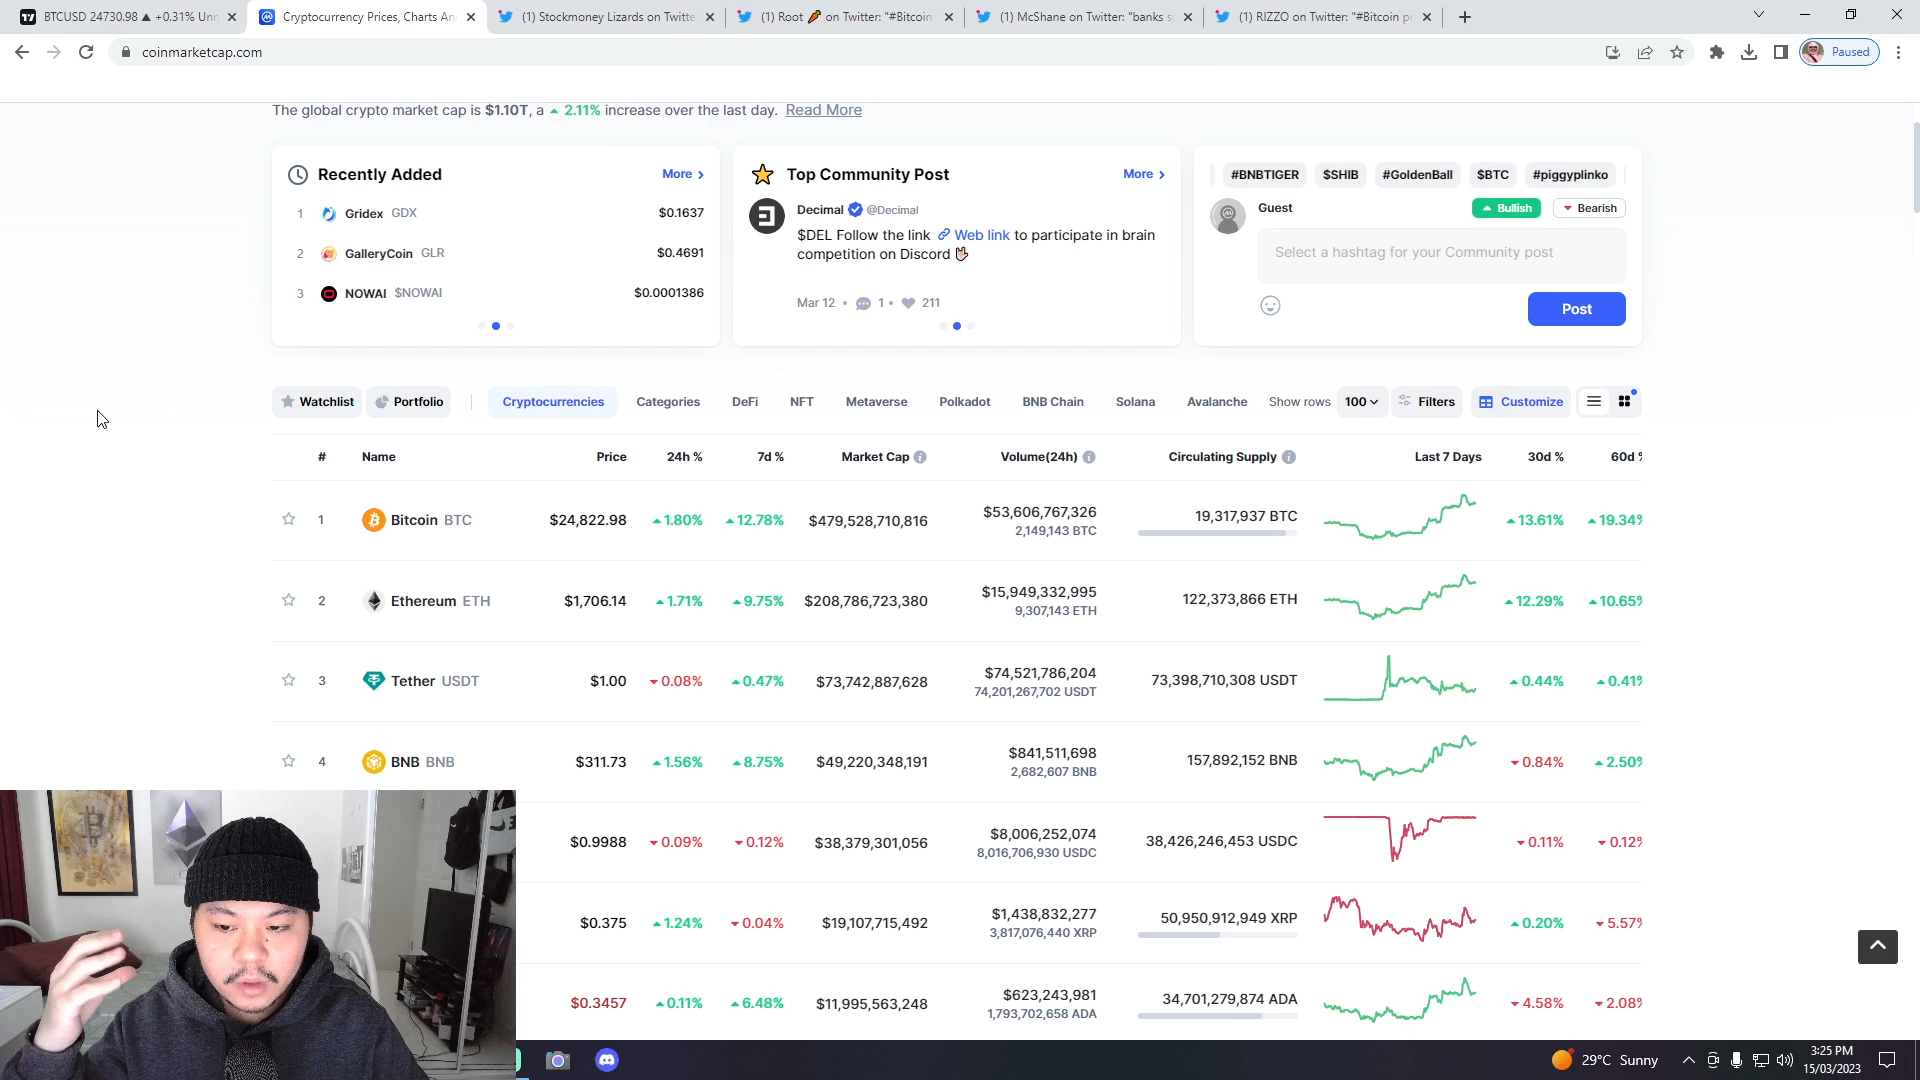 BTCUSD 24730.98 ▲ +0.31% Unn
Cryptocurrency Prices, Charts An
(1) Stockmoney Lizards on Twitte
(1) Root 🥕 on Twitter: "#Bitcoin
(1) McShane on Twitter: "banks s
(1) RIZZO on Twitter: "#Bitcoin p
coinmarketcap.com
Paused
The global crypto market cap is $1.10T, a ▲ 2.11% increase over the last day. Read More
Recently Added
More >
1 Gridex GDX $0.1637
2 GalleryCoin GLR $0.4691
3 NOWAI $NOWAI $0.0001386
Top Community Post
More >
Decimal @Decimal
$DEL Follow the link Web link to participate in brain
competition on Discord
Mar 12 • 1 • 211
#BNBTIGER $SHIB #GoldenBall $BTC #piggyplinko
Guest
Bullish
Bearish
Select a hashtag for your Community post
Post
Watchlist Portfolio Cryptocurrencies Categories DeFi NFT Metaverse Polkadot BNB Chain Solana Avalanche Show rows 100 Filters Customize
# Name Price 24h % 7d % Market Cap Volume(24h) Circulating Supply Last 7 Days 30d % 60d %
1 Bitcoin BTC $24,822.98 ▲1.80% ▲12.78% $479,528,710,816 $53,606,767,326 19,317,937 BTC ▲13.61% ▲19.34%
2,149,143 BTC
2 Ethereum ETH $1,706.14 ▲1.71% ▲9.75% $208,786,723,380 $15,949,332,995 122,373,866 ETH ▲12.29% ▲10.65%
9,307,143 ETH
3 Tether USDT $1.00 ▼0.08% ▲0.47% $73,742,887,628 $74,521,786,204 73,398,710,308 USDT ▲0.44% ▲0.41%
74,201,267,702 USDT
4 BNB BNB $311.73 ▲1.56% ▲8.75% $49,220,348,191 $841,511,698 157,892,152 BNB ▼0.84% ▲2.50%
2,682,607 BNB
$0.9988 ▼0.09% ▼0.12% $38,379,301,056 $8,006,252,074 38,426,246,453 USDC ▼0.11% ▼0.12%
8,016,706,930 USDC
$0.375 ▲1.24% ▼0.04% $19,107,715,492 $1,438,832,277 50,950,912,949 XRP ▲0.20% ▼5.57%
3,817,076,440 XRP
$0.3457 ▲0.11% ▲6.48% $11,995,563,248 $623,243,981 34,701,279,874 ADA ▼4.58% ▼2.08%
1,793,702,658 ADA
29°C Sunny
3:25 PM
15/03/2023